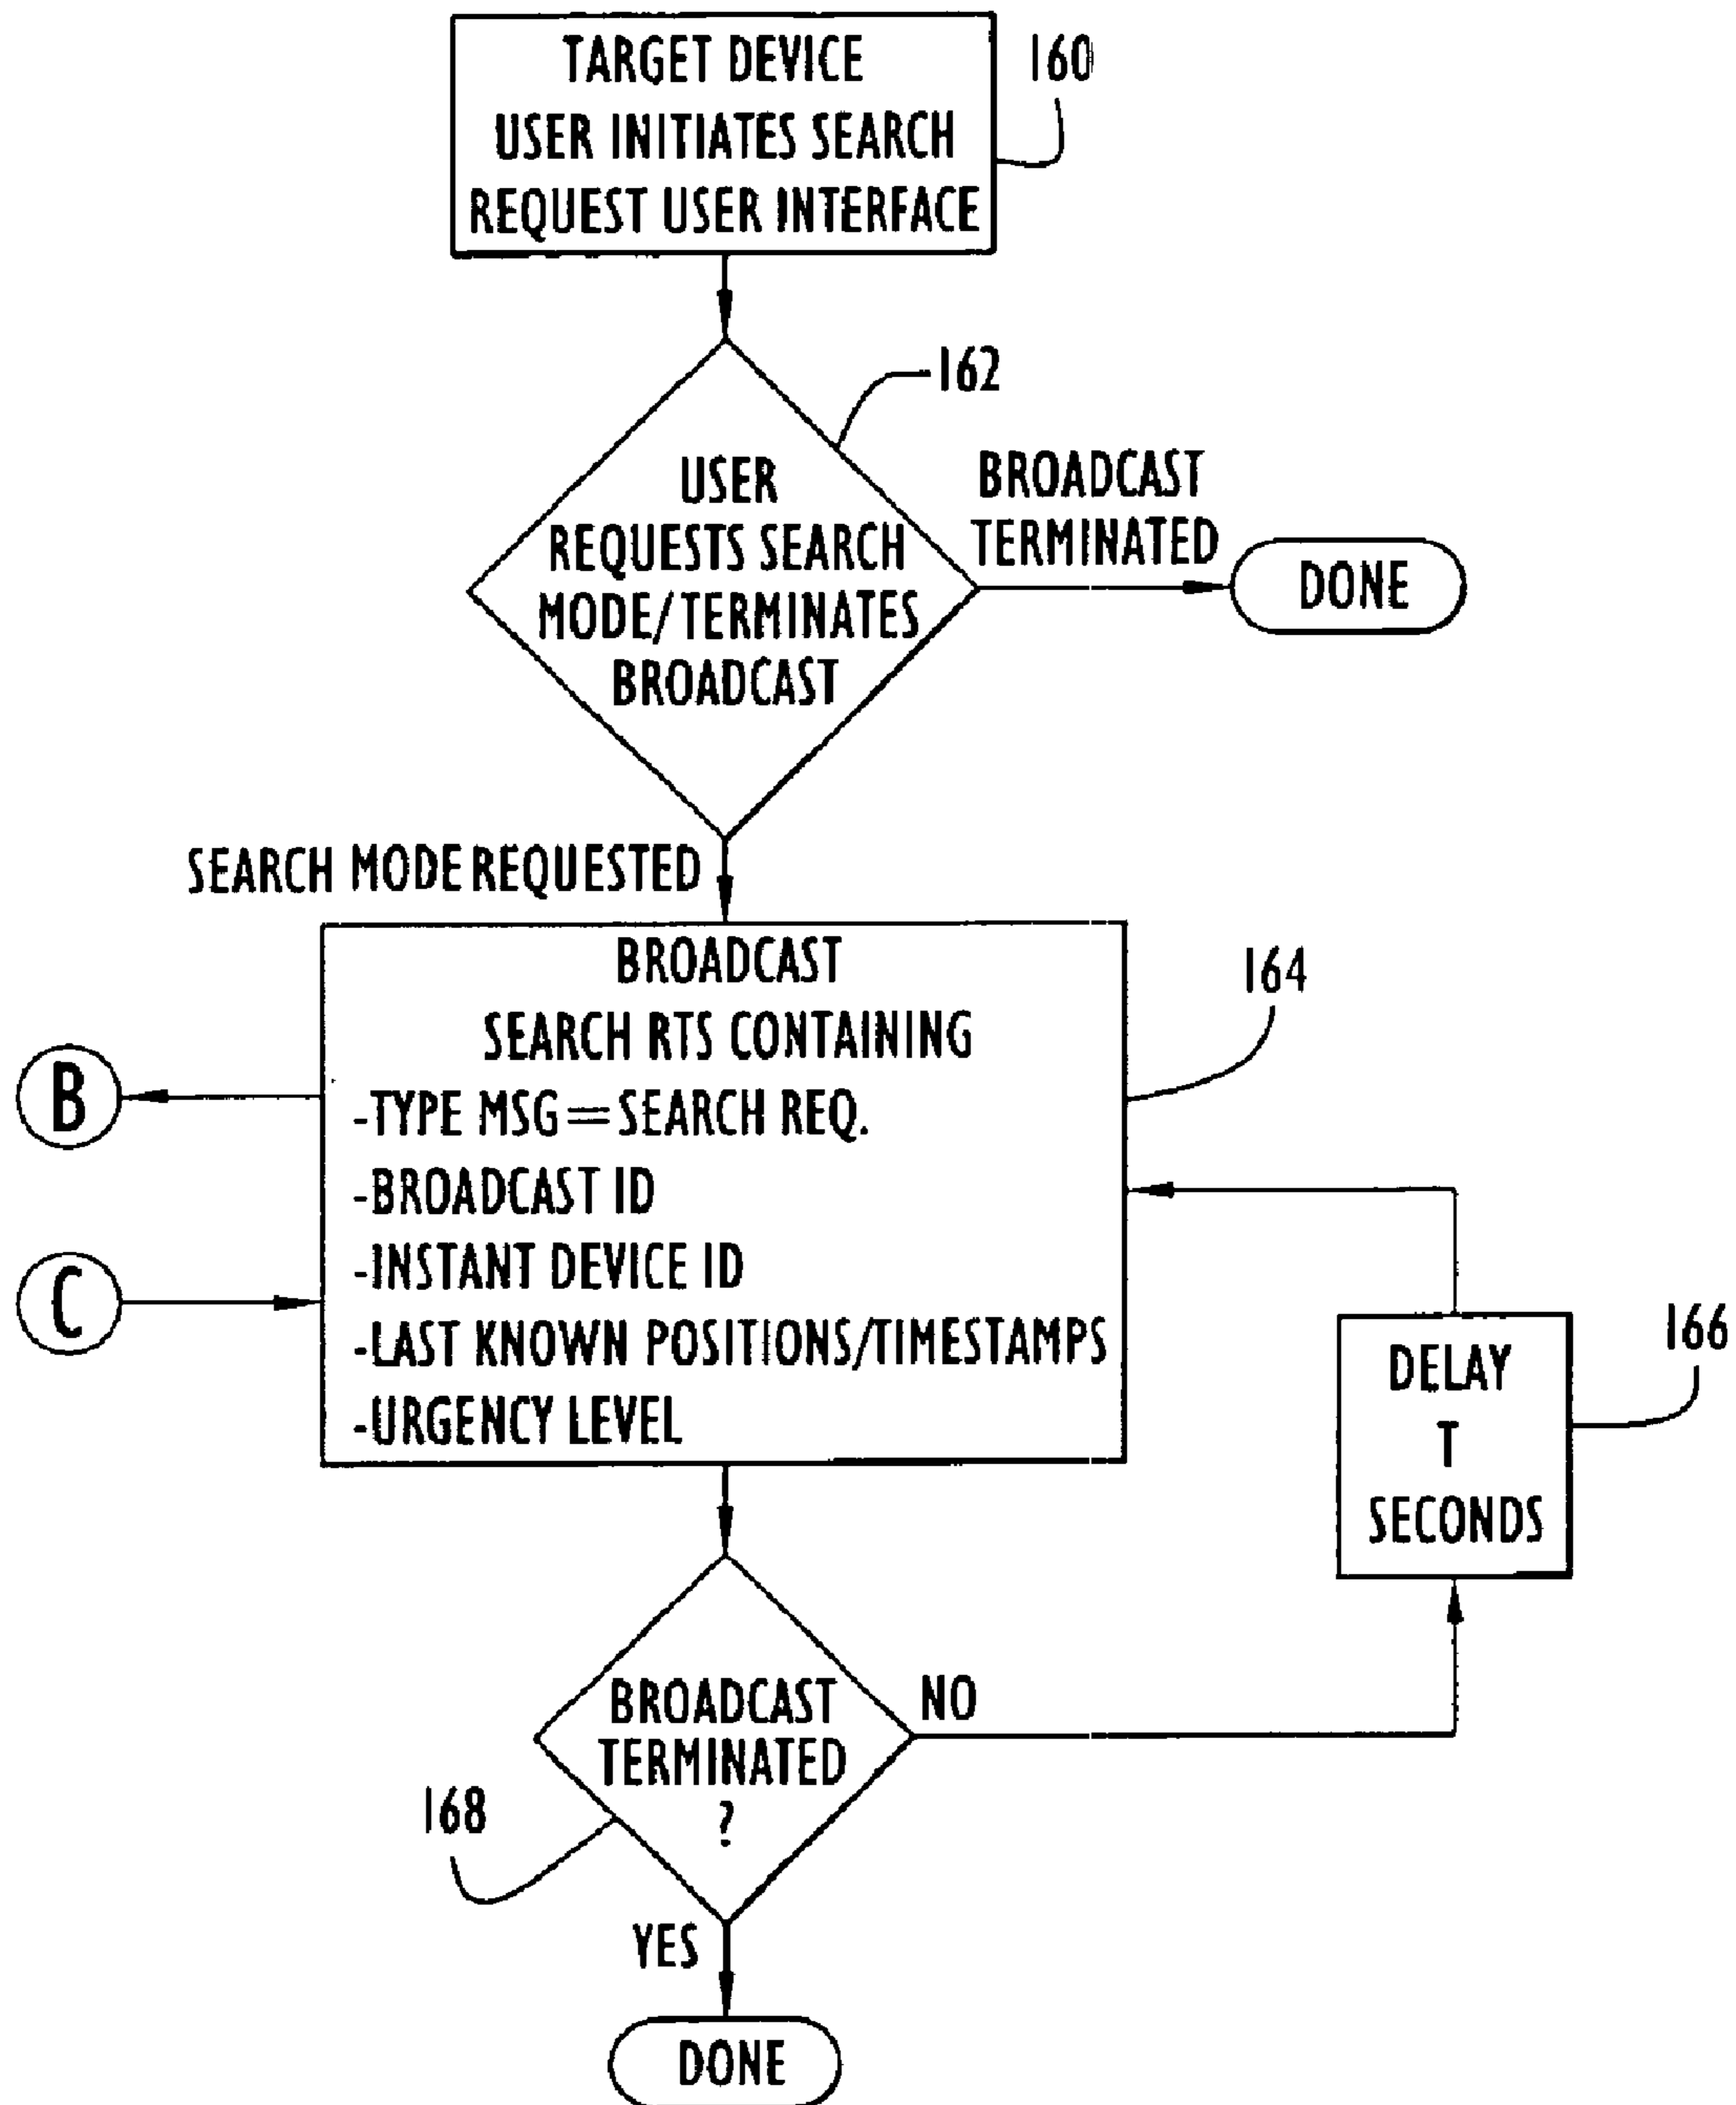 TARGET DEVICE
USER INITIATES SEARCH
REQUEST USER INTERFACE
160
162
USER
REQUESTS SEARCH
MODE/TERMINATES
BROADCAST
BROADCAST
TERMINATED
DONE
SEARCH MODE REQUESTED
BROADCAST
SEARCH RTS CONTAINING
-TYPE MSG=SEARCH REQ.
-BROADCAST ID
-INSTANT DEVICE ID
-LAST KNOWN POSITIONS/TIMESTAMPS
-URGENCY LEVEL
164
B
C
DELAY
T
SECONDS
166
BROADCAST
TERMINATED
?
NO
168
YES
DONE